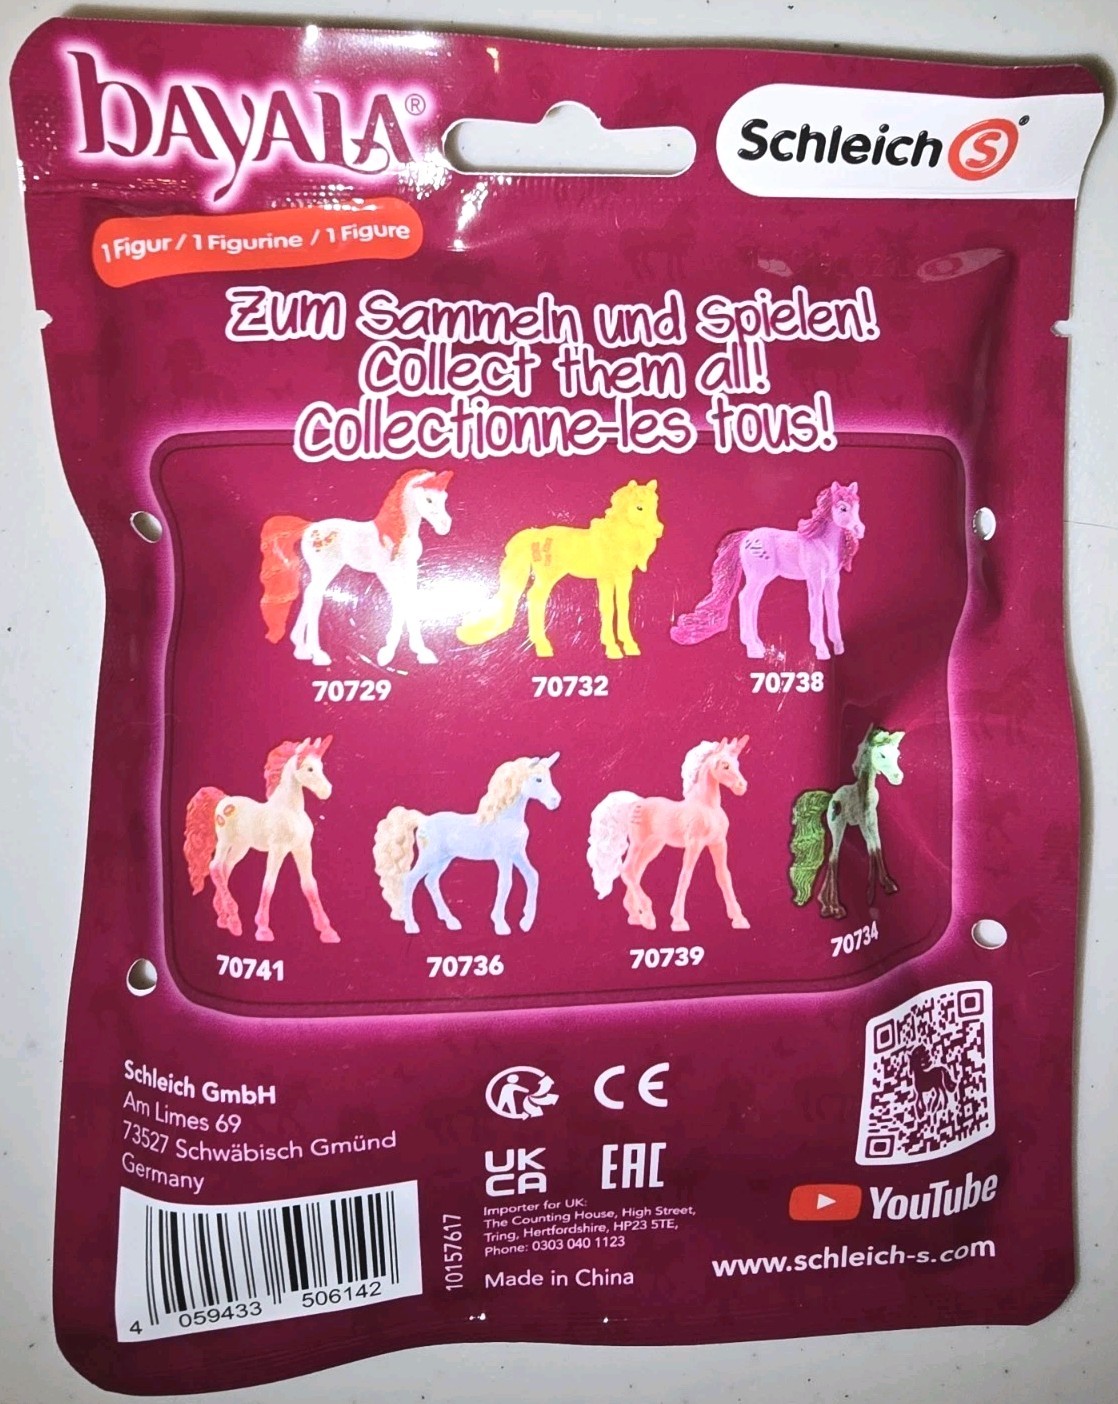 bAYALA®
Schleich S®
1 Figur / 1 Figurine / 1 Figure
Zum Sammeln und Spielen!
Collect them all!
Collectionne-les tous!
70729
70732
70738
70741
70736
70739
70734
Schleich GmbH
Am Limes 69
73527 Schwäbisch Gmünd
Germany
4 059433 506142
10157617
CE
UK
CA
EAC
Importer for UK:
The Counting House, High Street,
Tring, Hertfordshire, HP23 5TE,
Phone: 0303 040 1123
Made in China
YouTube
www.schleich-s.com